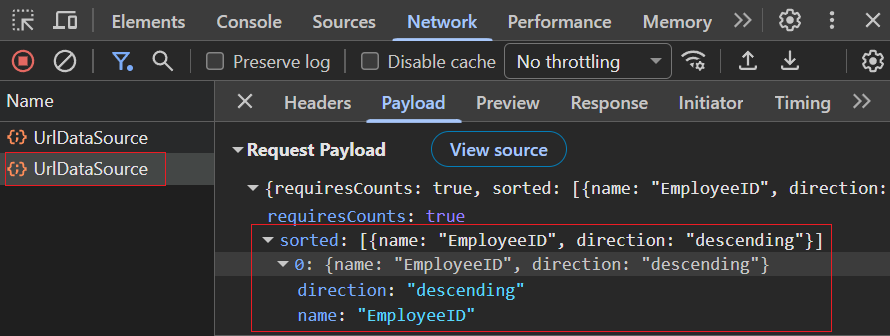 Elements Console Sources Network Performance Memory
Preserve log Disable cache No throttling
Name
Headers Payload Preview Response Initiator Timing
UrlDataSource
UrlDataSource
Request Payload View source
{requiresCounts: true, sorted: [{name: "EmployeeID", direction:
requiresCounts: true
sorted: [{name: "EmployeeID", direction: "descending"}]
0: {name: "EmployeeID", direction: "descending"}
direction: "descending"
name: "EmployeeID"